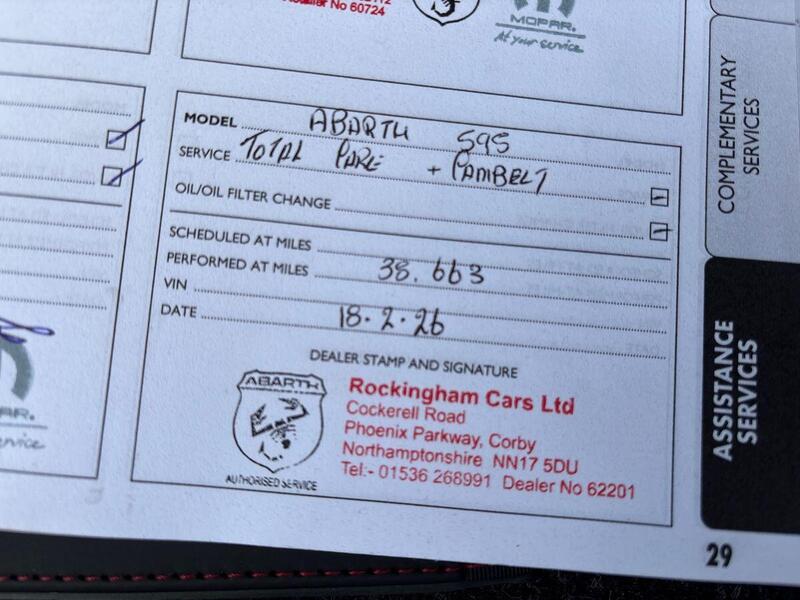 Dealer No 60724
MOPAR.
At your service
MODEL ABARTH 595
SERVICE TOTAL PARE + PAMBELT
OIL/OIL FILTER CHANGE
SCHEDULED AT MILES
PERFORMED AT MILES 38.663
VIN
DATE 18.2.26
DEALER STAMP AND SIGNATURE
ABARTH
AUTHORISED SERVICE
Rockingham Cars Ltd
Cockerell Road
Phoenix Parkway, Corby
Northamptonshire NN17 5DU
Tel:- 01536 268991 Dealer No 62201
COMPLEMENTARY
SERVICES
ASSISTANCE
SERVICES
29